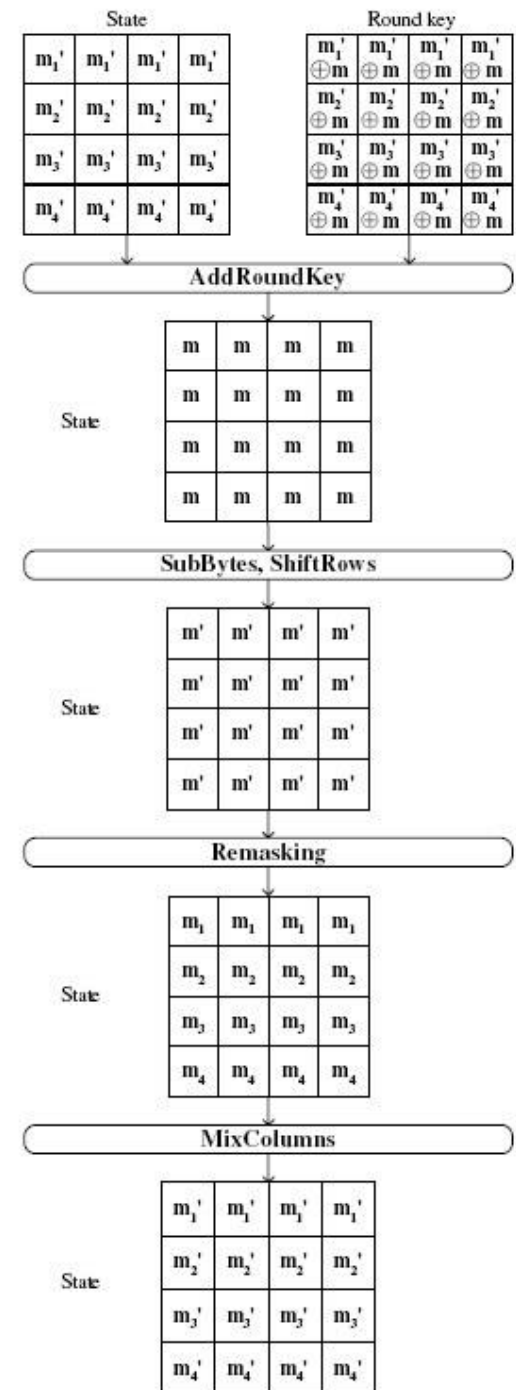 State Round key
m₁' m₁' m₁' m₁' m₁' m₁' m₁' m₁'
⊕m ⊕m ⊕m ⊕m
m₂' m₂' m₂' m₂' m₂' m₂' m₂' m₂'
⊕m ⊕m ⊕m ⊕m
m₃' m₃' m₃' m₃' m₃' m₃' m₃' m₃'
⊕m ⊕m ⊕m ⊕m
m₄' m₄' m₄' m₄' m₄' m₄' m₄' m₄'
⊕m ⊕m ⊕m ⊕m
AddRoundKey
m m m m
m m m m
State
m m m m
m m m m
SubBytes, ShiftRows
m' m' m' m'
m' m' m' m'
State
m' m' m' m'
m' m' m' m'
Remasking
m₁ m₁ m₁ m₁
m₂ m₂ m₂ m₂
State
m₃ m₃ m₃ m₃
m₄ m₄ m₄ m₄
MixColumns
m₁' m₁' m₁' m₁'
m₂' m₂' m₂' m₂'
State
m₃' m₃' m₃' m₃'
m₄' m₄' m₄' m₄'